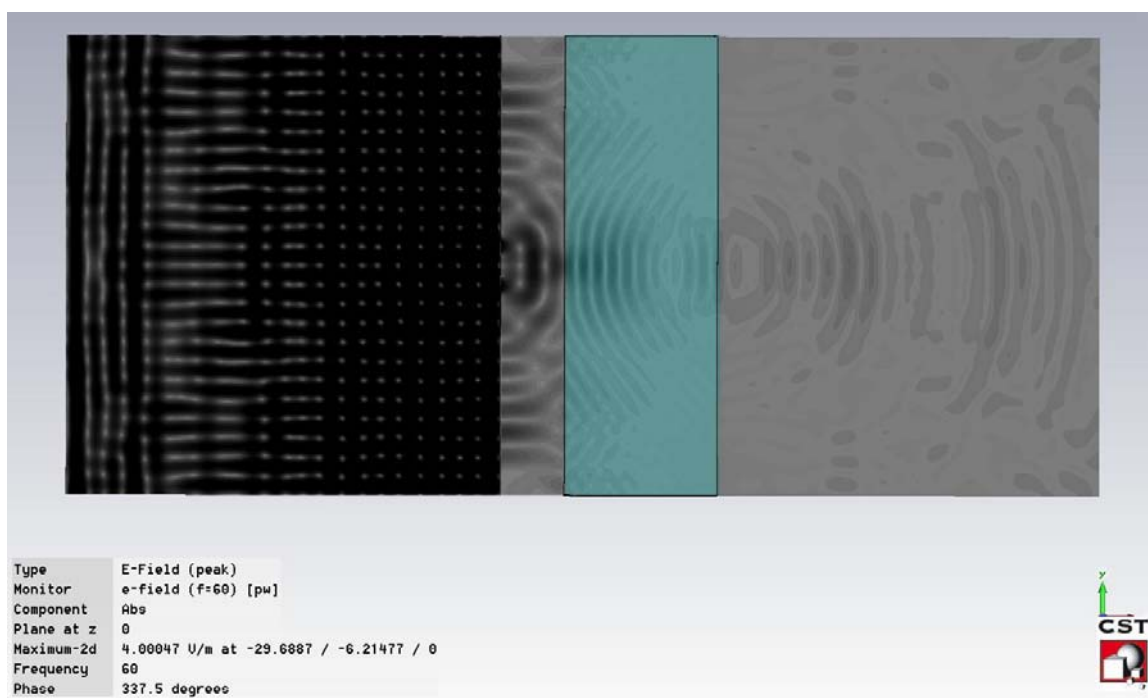 Type E-Field (peak)
Monitor e-field (f=60) [pw]
Component Abs
Plane at z 0
Maximum-2d 4.00047 V/m at -29.6887 / -6.21477 / 0
Frequency 60
Phase 337.5 degrees
y
CST